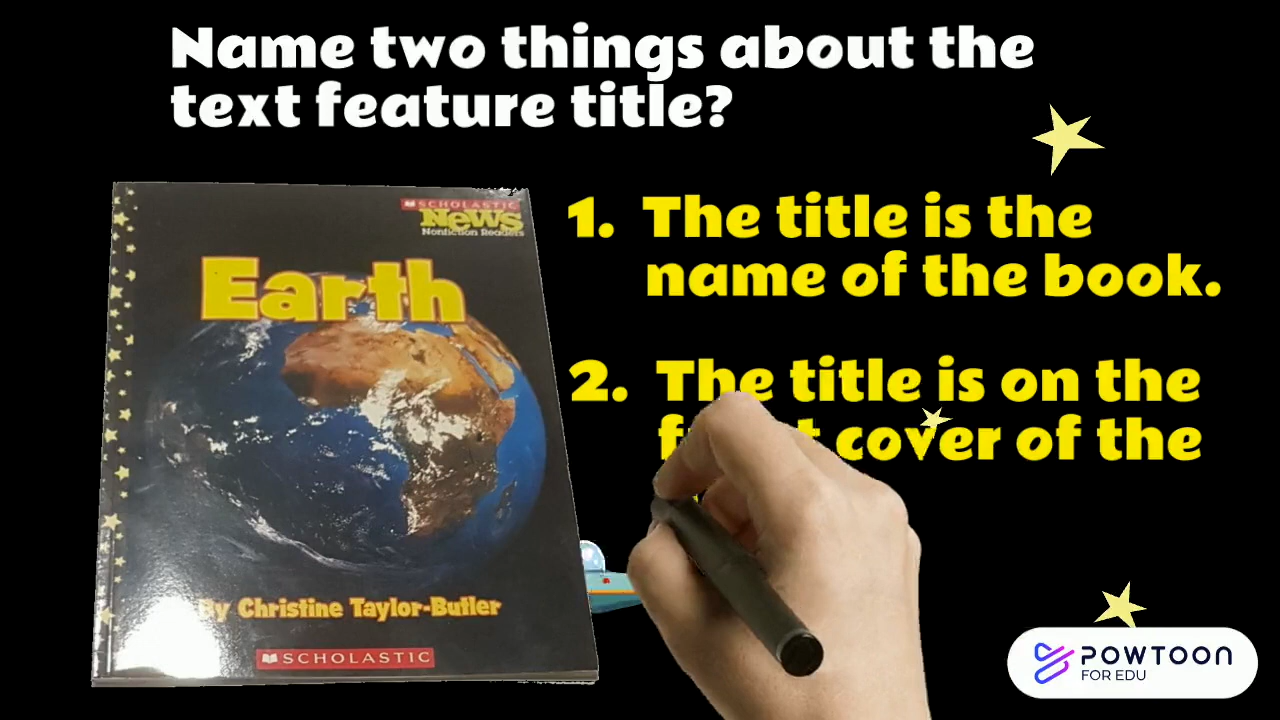 Name two things about the
text feature title?
SCHOLASTIC
News
Nonfiction Readers
Earth
By Christine Taylor-Butler
SCHOLASTIC
1. The title is the
name of the book.
2. The title is on the
cover of the
POWTOON
FOR EDU